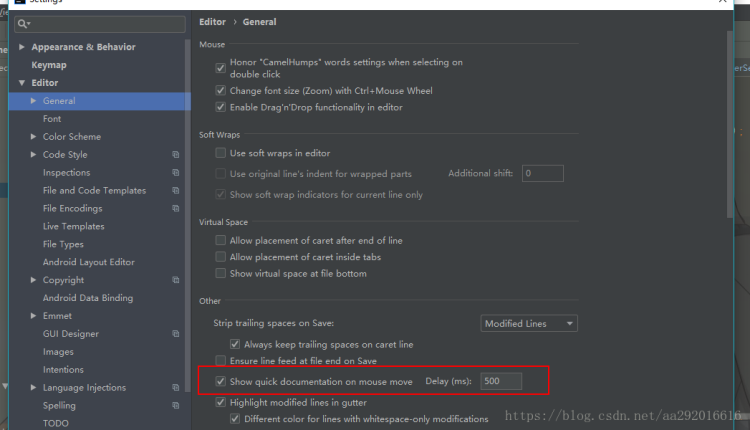 Settings
Appearance & Behavior
Keymap
Editor
General
Font
Color Scheme
Code Style
Inspections
File and Code Templates
File Encodings
Live Templates
File Types
Android Layout Editor
Copyright
Android Data Binding
Emmet
GUI Designer
Images
Intentions
Language Injections
Spelling
TODO
Editor › General
Mouse
Honor "CamelHumps" words settings when selecting on
double click
Change font size (Zoom) with Ctrl+Mouse Wheel
Enable Drag'n'Drop functionality in editor
Soft Wraps
Use soft wraps in editor
Use original line's indent for wrapped parts Additional shift: 0
Show soft wrap indicators for current line only
Virtual Space
Allow placement of caret after end of line
Allow placement of caret inside tabs
Show virtual space at file bottom
Other
Strip trailing spaces on Save: Modified Lines
Always keep trailing spaces on caret line
Ensure line feed at file end on Save
Show quick documentation on mouse move Delay (ms): 500
Highlight modified lines in gutter
Different color for lines with whitespace-only modifications
https://blog.csdn.net/aa292016616